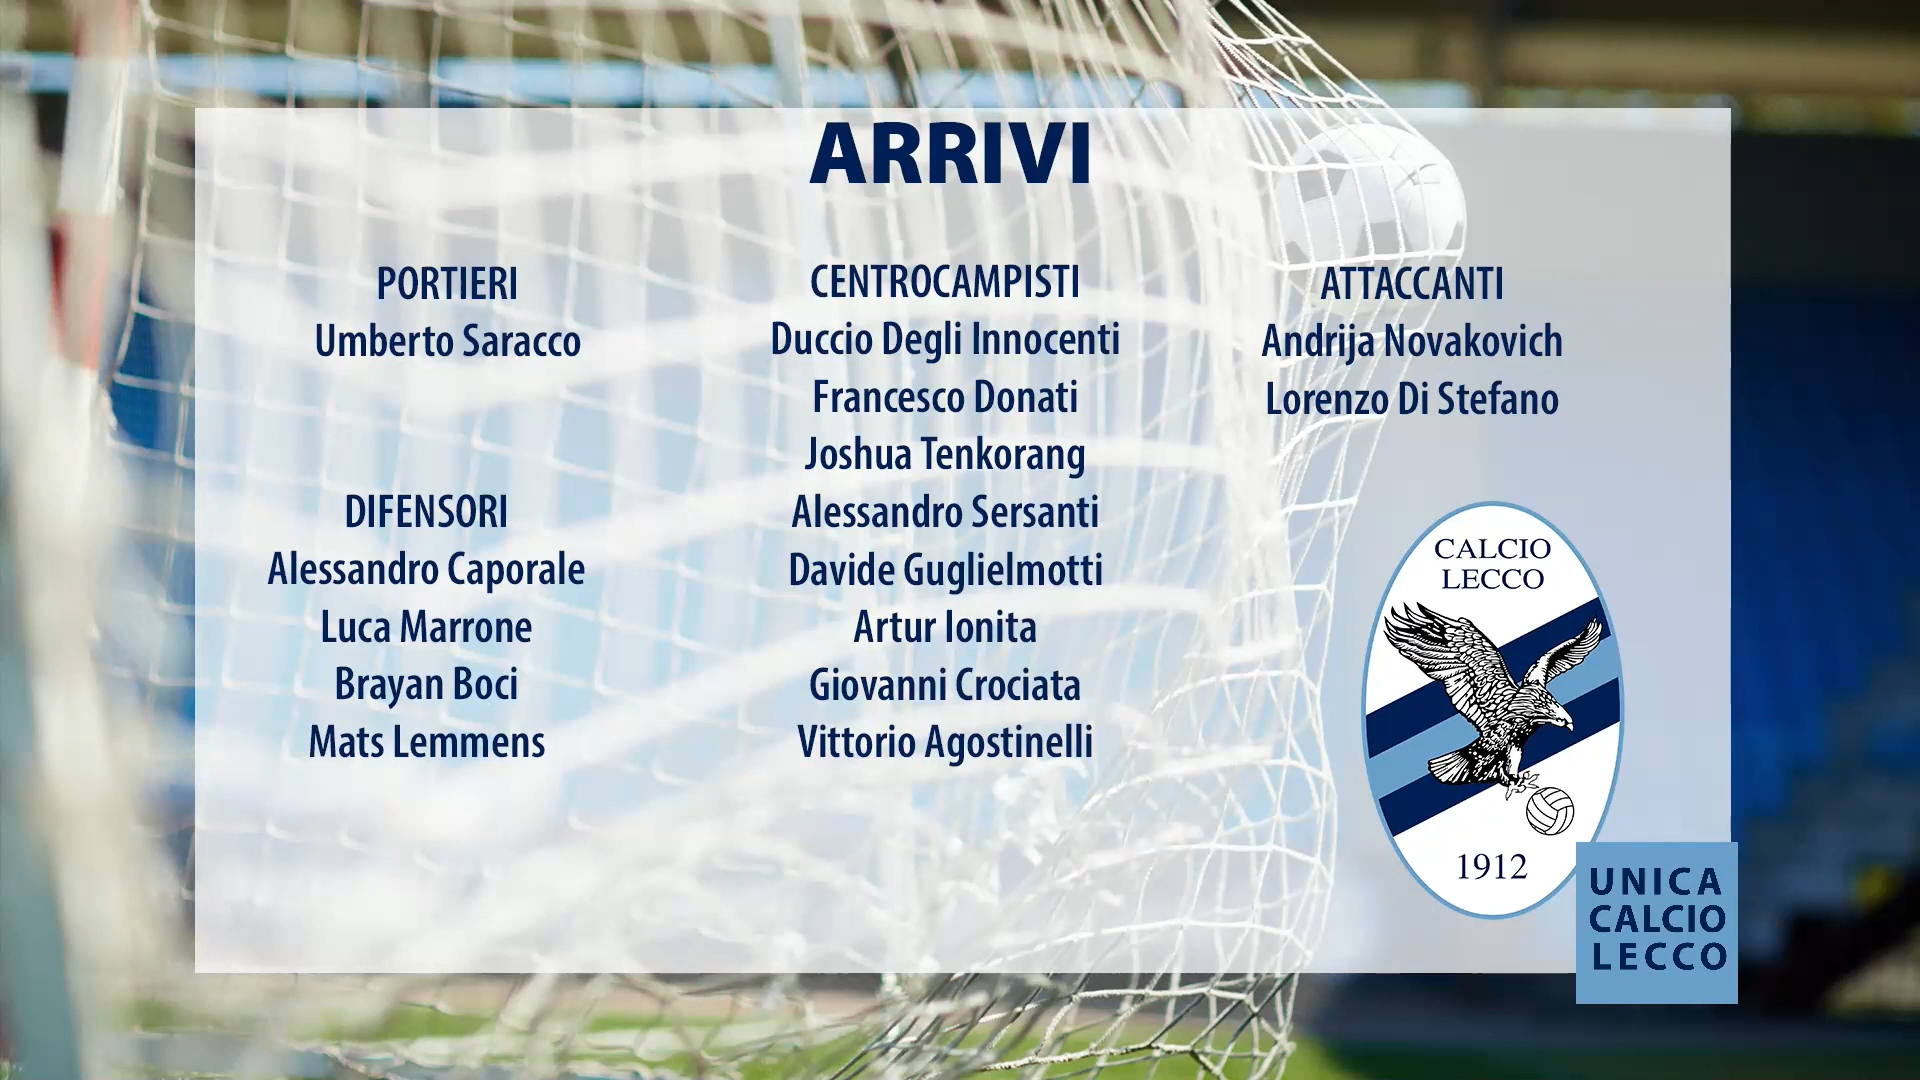 ARRIVI
PORTIERI
Umberto Saracco
DIFENSORI
Alessandro Caporale
Luca Marrone
Brayan Boci
Mats Lemmens
CENTROCAMPISTI
Duccio Degli Innocenti
Francesco Donati
Joshua Tenkorang
Alessandro Sersanti
Davide Guglielmotti
Artur Ionita
Giovanni Crociata
Vittorio Agostinelli
ATTACCANTI
Andrija Novakovich
Lorenzo Di Stefano
CALCIO
LECCO
1912
UNICA
CALCIO
LECCO